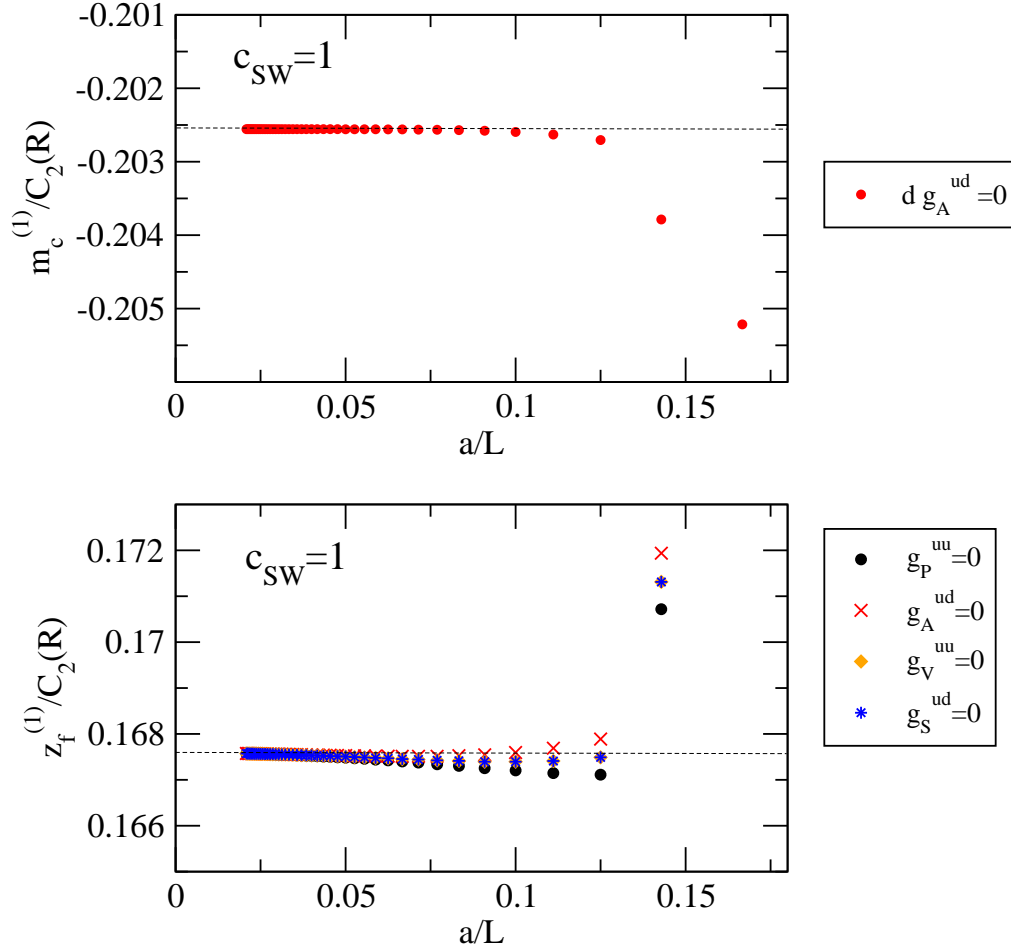 -0.201
-0.202
-0.203
-0.204
-0.205
m_c^(1)/C_2(R)
c_SW=1
0
0.05
0.1
0.15
a/L
d g_A^ud=0
0.172
0.17
0.168
0.166
z_f^(1)/C_2(R)
c_SW=1
0
0.05
0.1
0.15
a/L
g_P^uu=0
g_A^ud=0
g_V^uu=0
g_S^ud=0